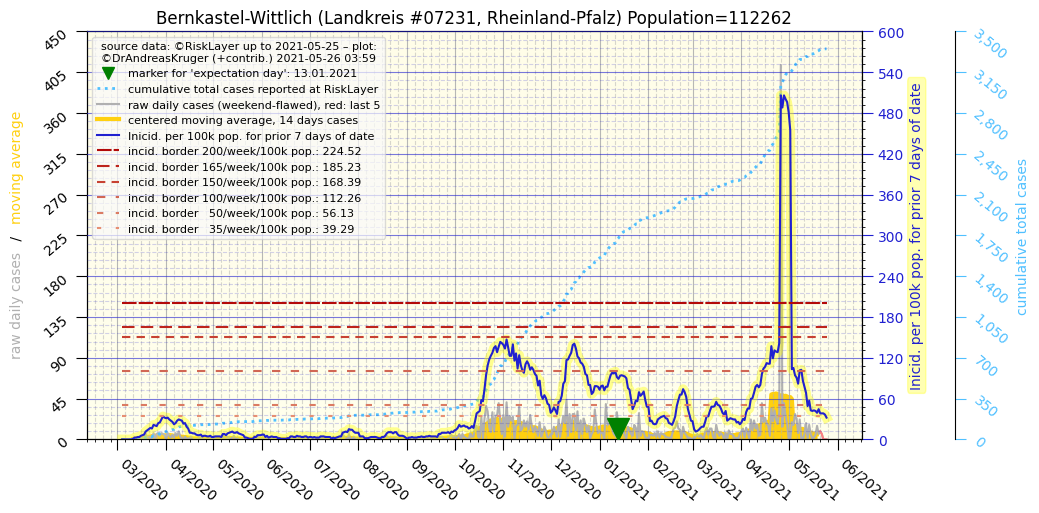 Bernkastel-Wittlich (Landkreis #07231, Rheinland-Pfalz) Population=112262
source data: ©RiskLayer up to 2021-05-25 – plot:
©DrAndreasKruger (+contrib.) 2021-05-26 03:59
marker for 'expectation day': 13.01.2021
cumulative total cases reported at RiskLayer
raw daily cases (weekend-flawed), red: last 5
centered moving average, 14 days cases
Inicid. per 100k pop. for prior 7 days of date
incid. border 200/week/100k pop.: 224.52
incid. border 165/week/100k pop.: 185.23
incid. border 150/week/100k pop.: 168.39
incid. border 100/week/100k pop.: 112.26
incid. border 50/week/100k pop.: 56.13
incid. border 35/week/100k pop.: 39.29
raw daily cases / moving average
450
405
360
315
270
225
180
135
90
45
0
03/2020
04/2020
05/2020
06/2020
07/2020
08/2020
09/2020
10/2020
11/2020
12/2020
01/2021
02/2021
03/2021
04/2021
05/2021
06/2021
600
540
480
420
360
300
240
180
120
60
0
Inicid. per 100k pop. for prior 7 days of date
3,500
3,150
2,800
2,450
2,100
1,750
1,400
1,050
700
350
0
cumulative total cases